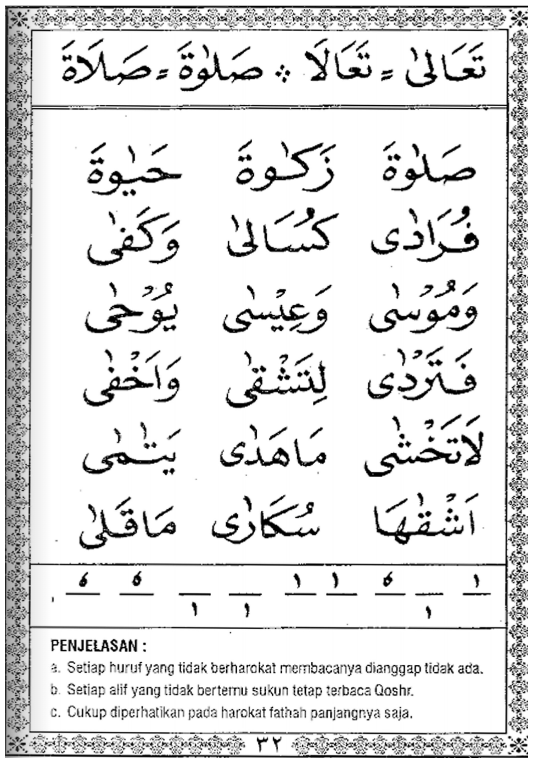 تَعَالٰى = تَعَالَا ※ صَلٰوةَ = صَلَاةَ
صَلٰوةَ زَكٰوةَ حَيٰوةَ
فُرَادٰى كُسَالٰى وَكَفٰى
وَمُوْسٰى وَعِيْسٰى يُوْحٰى
فَتَرْدٰى لِتَشْقٰى وَاَخْفٰى
لَاتَخْشٰى مَاهَدٰى يَتٰمٰى
اَشْقٰهَا سُكَارٰى مَاقَلٰى
PENJELASAN :
a. Setiap huruf yang tidak berharokat membacanya dianggap tidak ada.
b. Setiap alif yang tidak bertemu sukun tetap terbaca Qoshr.
c. Cukup diperhatikan pada harokat fathah panjangnya saja.
٣٢